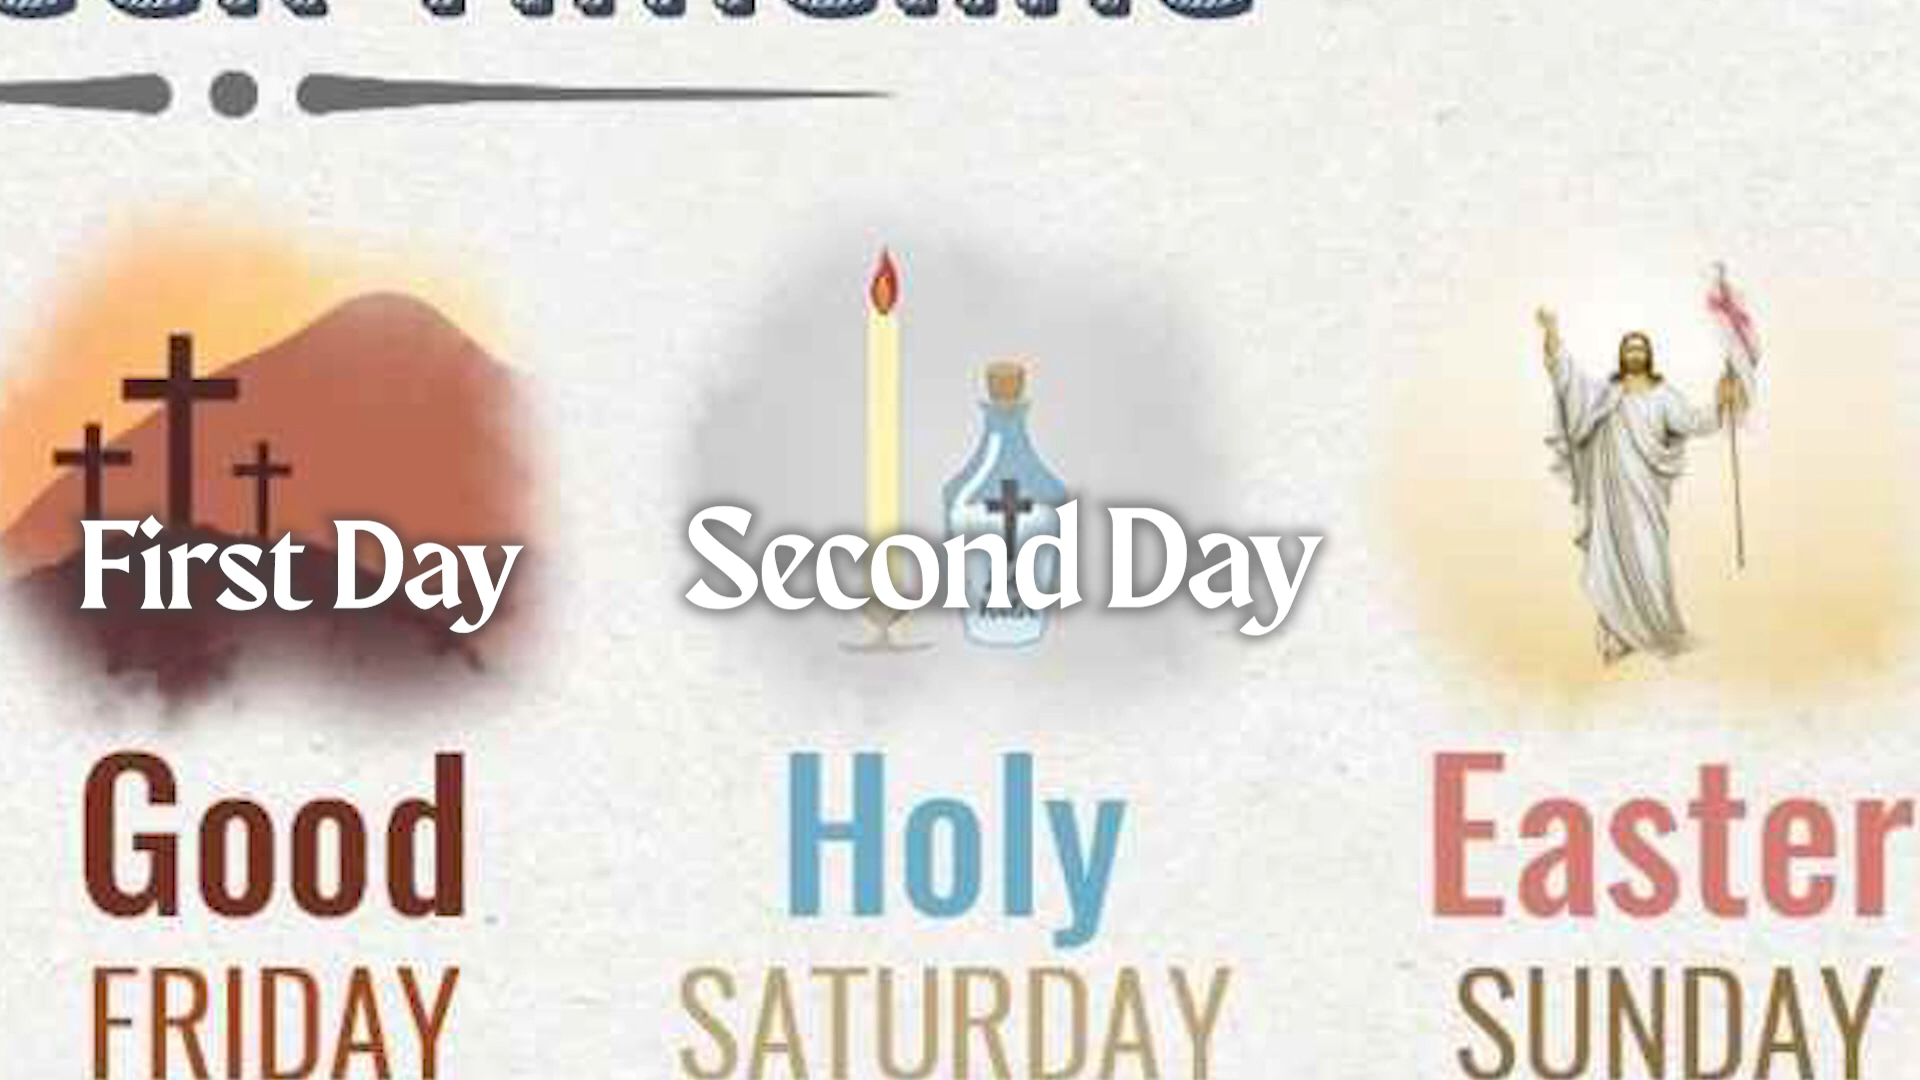 First Day
Second Day
Good
FRIDAY
Holy
SATURDAY
Easter
SUNDAY